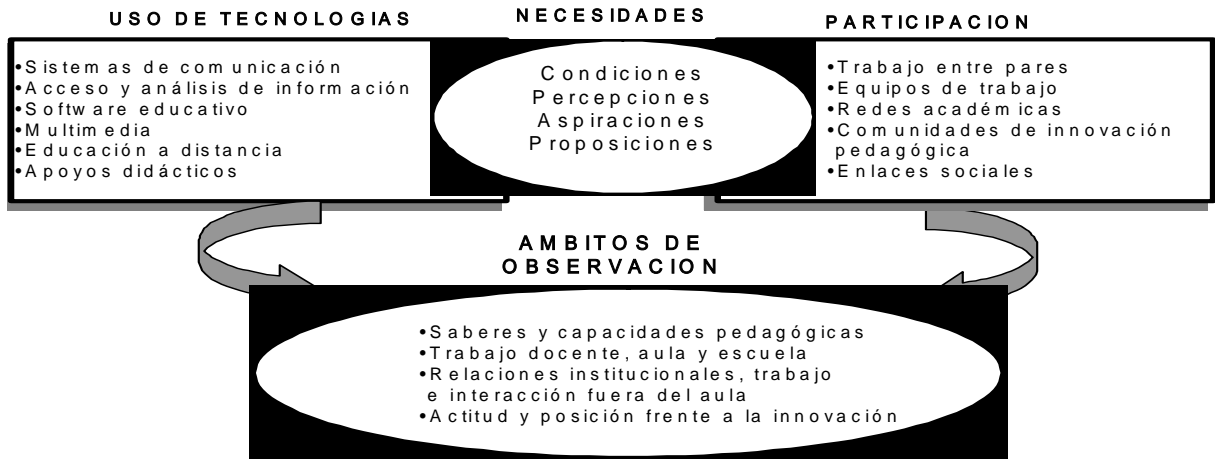 USO DE TECNOLOGIAS
•Sistemas de comunicación
•Acceso y análisis de información
•Software educativo
•Multimedia
•Educación a distancia
•Apoyos didácticos
NECESIDADES
Condiciones
Percepciones
Aspiraciones
Proposiciones
PARTICIPACION
•Trabajo entre pares
•Equipos de trabajo
•Redes académicas
•Comunidades de innovación
pedagógica
•Enlaces sociales
AMBITOS DE
OBSERVACION
•Saberes y capacidades pedagógicas
•Trabajo docente, aula y escuela
•Relaciones institucionales, trabajo
e interacción fuera del aula
•Actitud y posición frente a la innovación